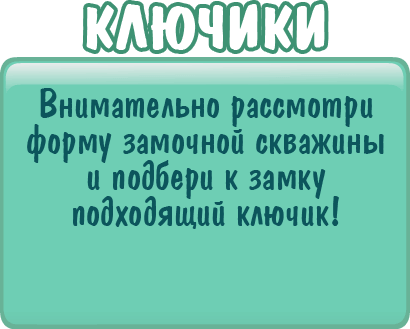 КЛЮЧИКИ
Внимательно рассмотри
форму замочной скважины
и подбери к замку
подходящий ключик!